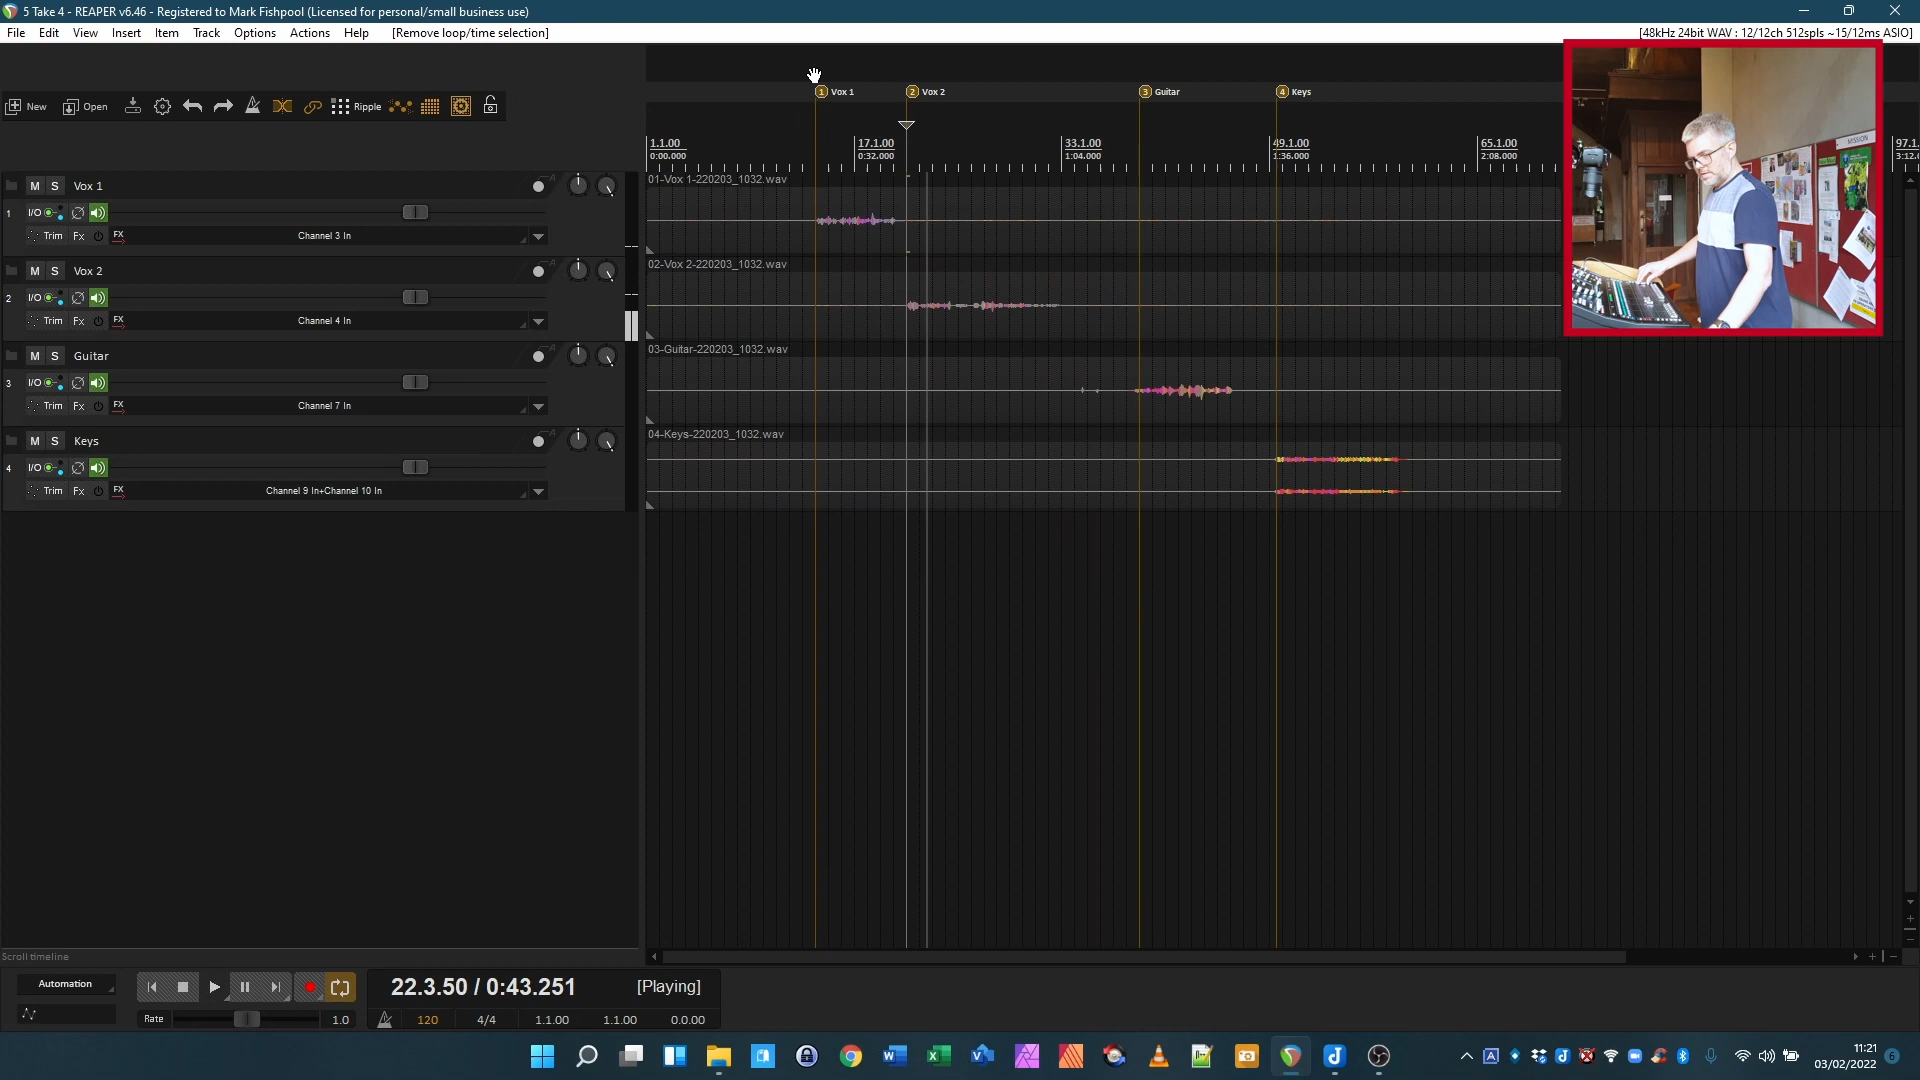 5 Take 4 - REAPER v6.46 - Registered to Mark Fishpool (Licensed for personal/small business use)
File Edit View Insert Item Track Options Actions Help [Remove loop/time selection]
[48kHz 24bit WAV : 12/12ch 512spls ~15/12ms ASIO]
New Open Ripple
1 Vox 1 2 Vox 2 3 Guitar 4 Keys
1.1.00 17.1.00 33.1.00 49.1.00 65.1.00 97.1.
0:00.000 0:32.000 1:04.000 1:36.000 2:08.000 3:12.
MISSION
M S Vox 1
1 I/O
Trim Fx FX Channel 3 In
01-Vox 1-220203_1032.wav
M S Vox 2
2 I/O
Trim Fx FX Channel 4 In
02-Vox 2-220203_1032.wav
M S Guitar
3 I/O
Trim Fx FX Channel 7 In
03-Guitar-220203_1032.wav
M S Keys
4 I/O
Trim Fx FX Channel 9 In+Channel 10 In
04-Keys-220203_1032.wav
Scroll timeline
Automation
22.3.50 / 0:43.251 [Playing]
Rate 1.0 120 4/4 1.1.00 1.1.00 0.0.00
11:21
03/02/2022 6